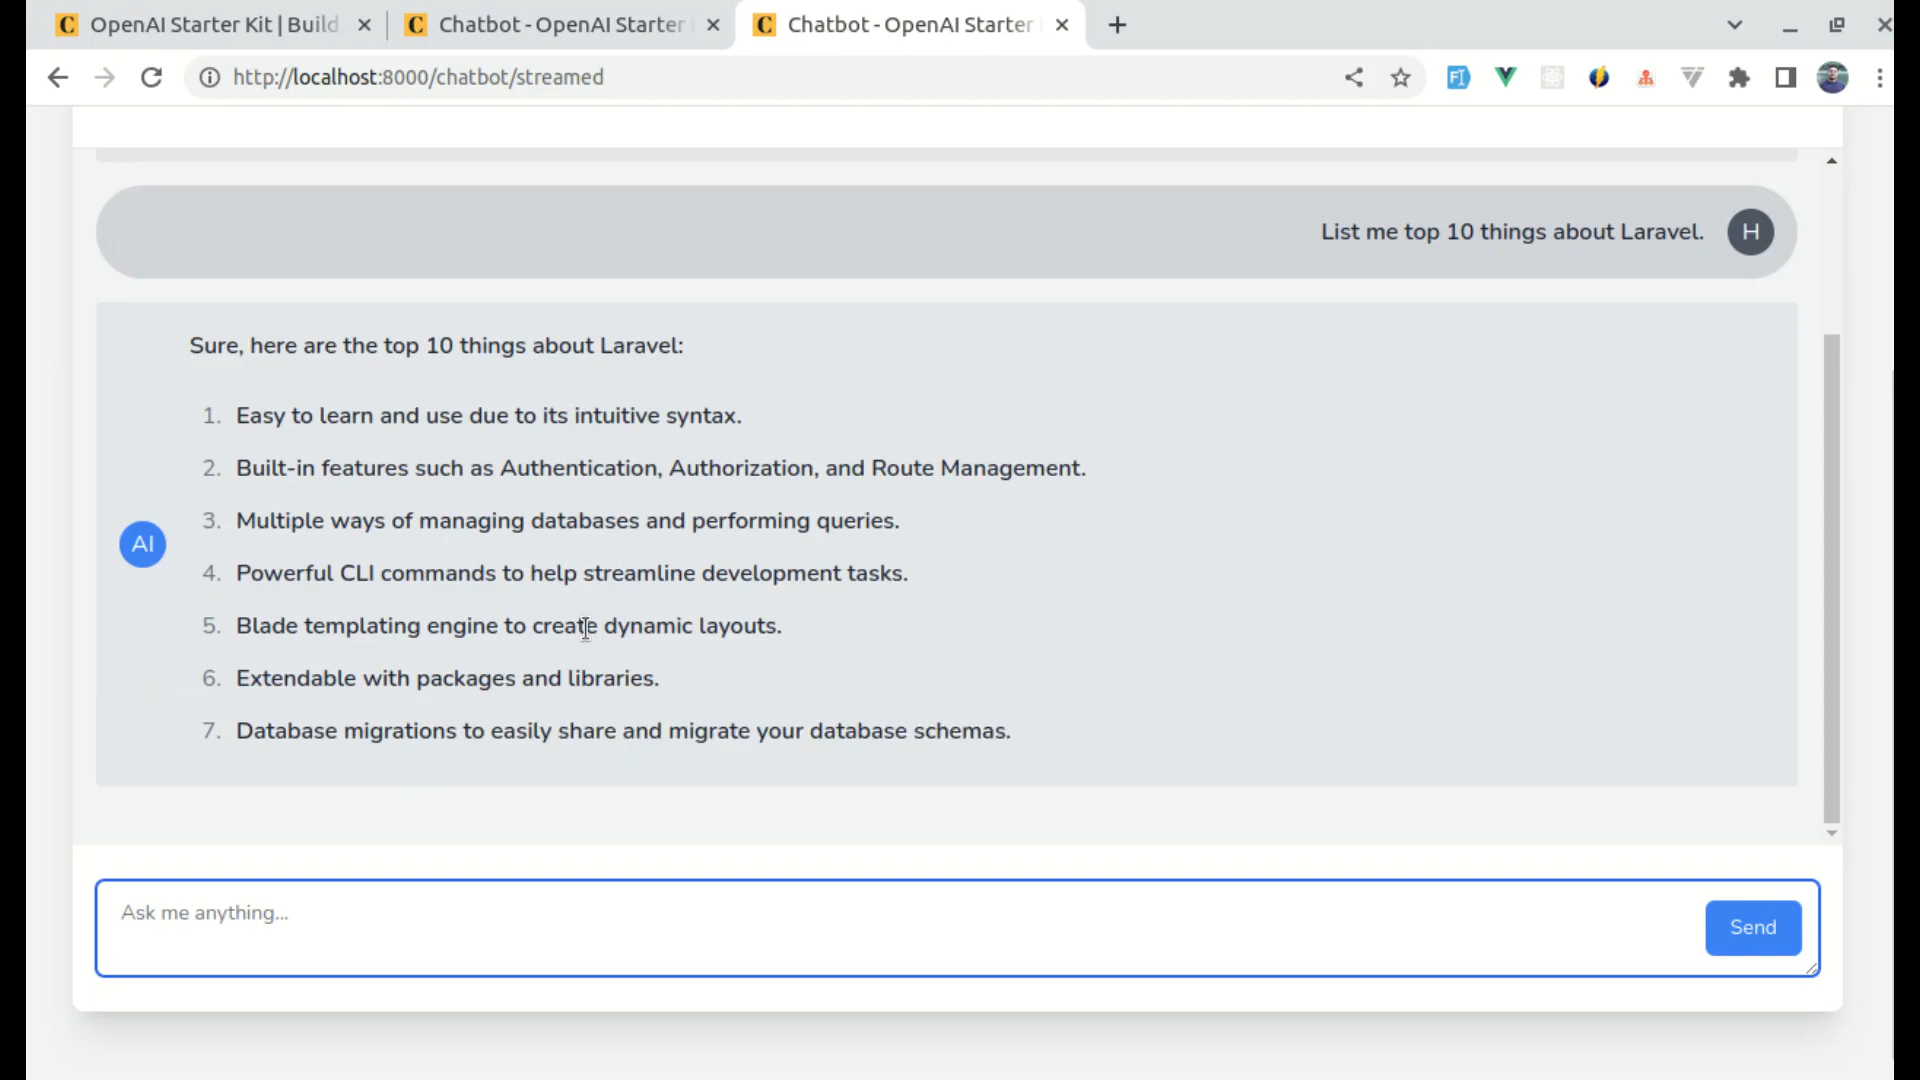 OpenAI Starter Kit | Build
Chatbot - OpenAI Starter
Chatbot - OpenAI Starter
http://localhost:8000/chatbot/streamed
List me top 10 things about Laravel.
H
Sure, here are the top 10 things about Laravel:
1. Easy to learn and use due to its intuitive syntax.
2. Built-in features such as Authentication, Authorization, and Route Management.
3. Multiple ways of managing databases and performing queries.
AI
4. Powerful CLI commands to help streamline development tasks.
5. Blade templating engine to create dynamic layouts.
6. Extendable with packages and libraries.
7. Database migrations to easily share and migrate your database schemas.
Ask me anything...
Send